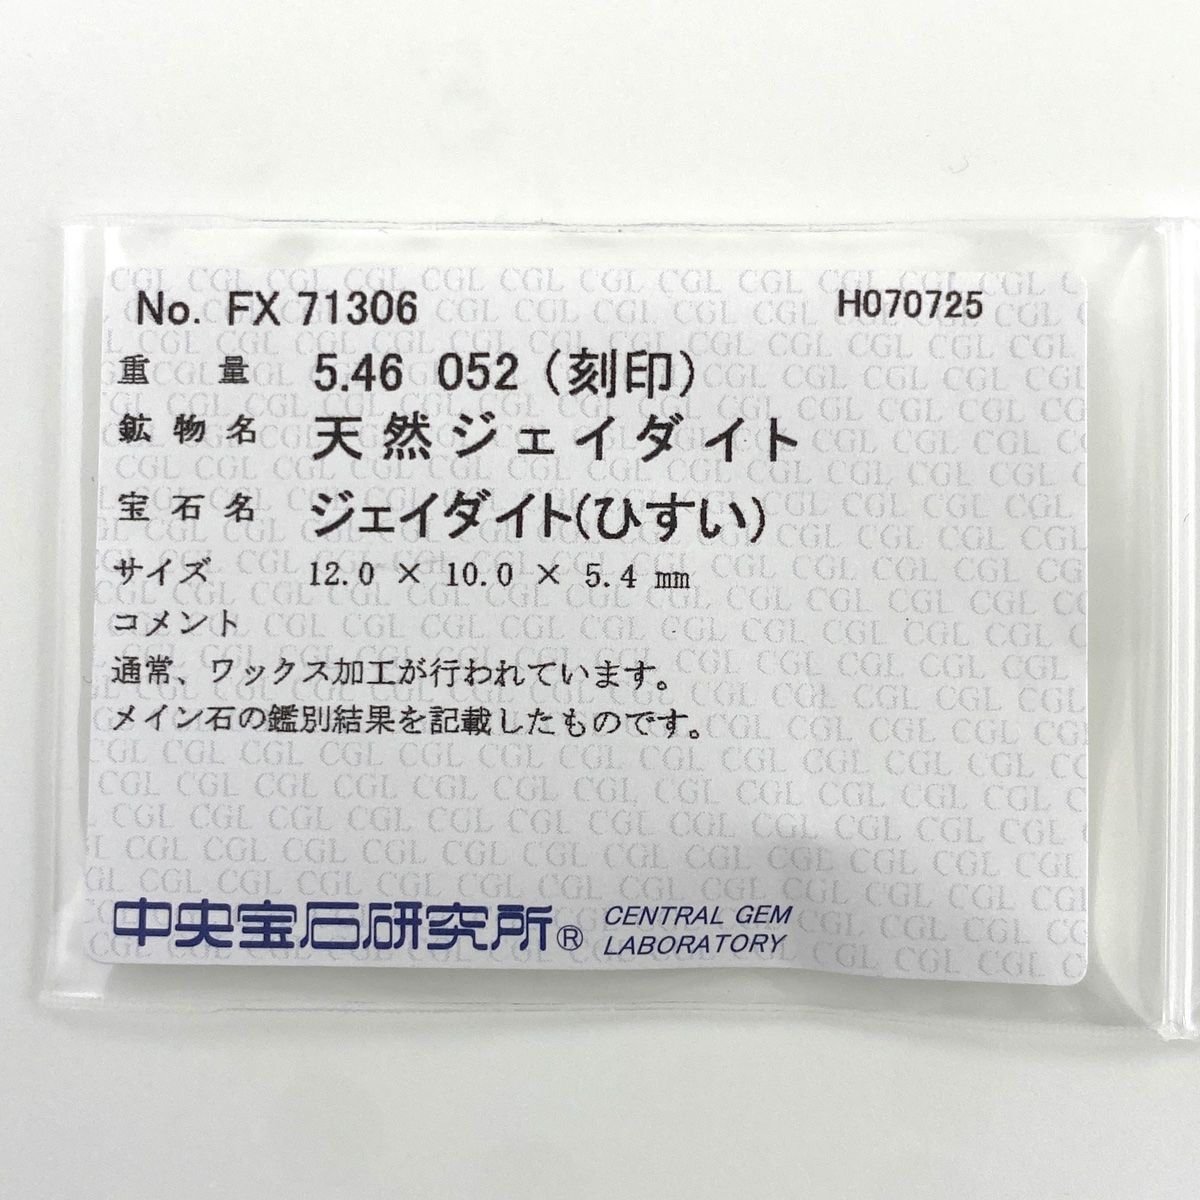 No. FX 71306 H070725
重量 5.46 052 (刻印)
鉱物名 天然ジェイダイト
宝石名 ジェイダイト(ひすい)
サイズ 12.0 × 10.0 × 5.4 mm
コメント
通常、ワックス加工が行われています。
メイン石の鑑別結果を記載したものです。
中央宝石研究所® CENTRAL GEM
LABORATORY